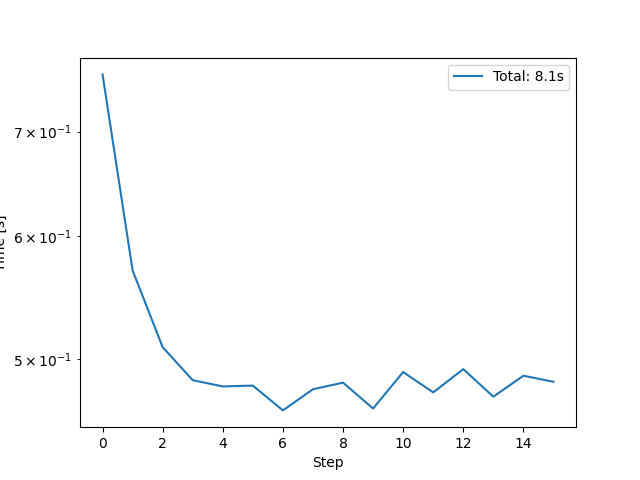 Total: 8.1s
7 × 10⁻¹
6 × 10⁻¹
5 × 10⁻¹
[s]
0 2 4 6 8 10 12 14
Step